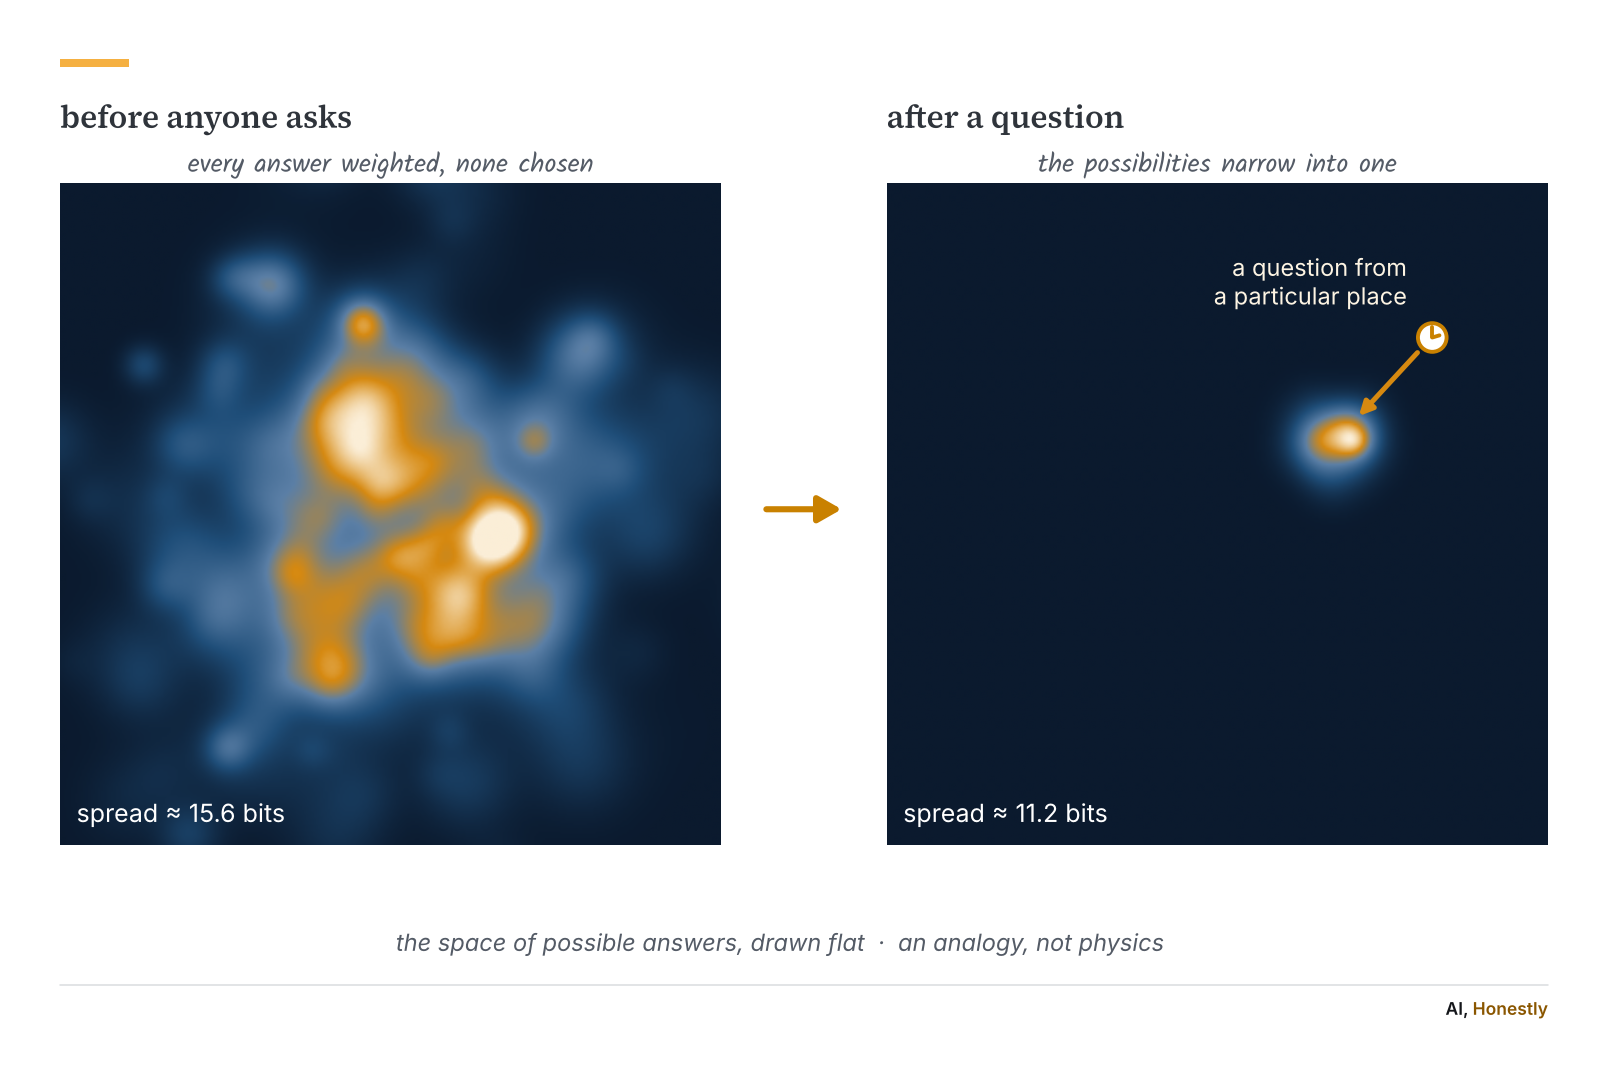 before anyone asks
every answer weighted, none chosen
spread ≈ 15.6 bits
after a question
the possibilities narrow into one
a question from
a particular place
spread ≈ 11.2 bits
the space of possible answers, drawn flat · an analogy, not physics
AI, Honestly